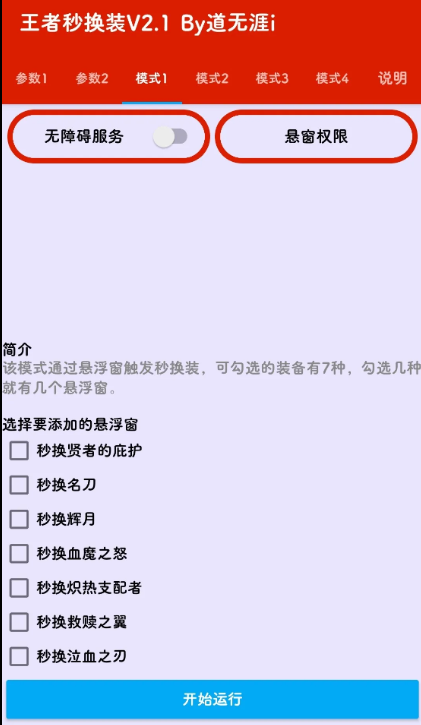 王者秒换装V2.1 By道无涯i
参数1 参数2 模式1 模式2 模式3 模式4 说明
无障碍服务 悬窗权限
简介
该模式通过悬浮窗触发秒换装，可勾选的装备有7种，勾选几种
就有几个悬浮窗。
选择要添加的悬浮窗
秒换贤者的庇护
秒换名刀
秒换辉月
秒换血魔之怒
秒换炽热支配者
秒换救赎之翼
秒换泣血之刃
开始运行